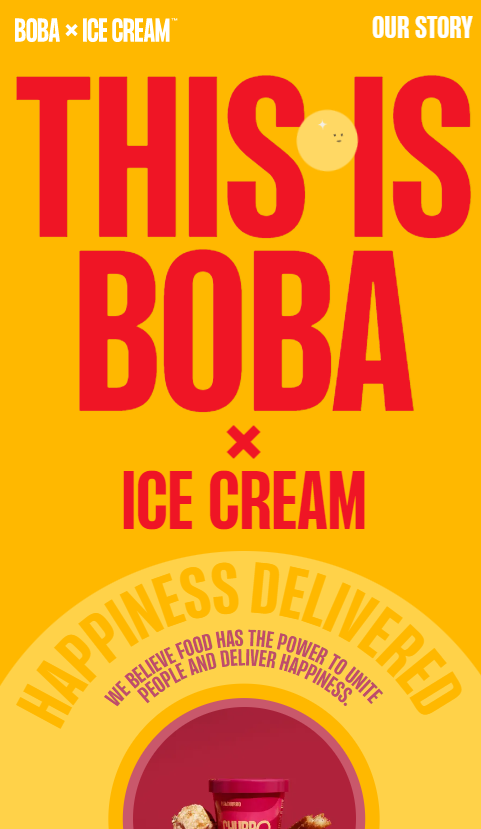 BOBA × ICE CREAM™
OUR STORY
THIS IS
BOBA
×
ICE CREAM
HAPPINESS DELIVERED
WE BELIEVE FOOD HAS THE POWER TO UNITE
PEOPLE AND DELIVER HAPPINESS.
CHURRO